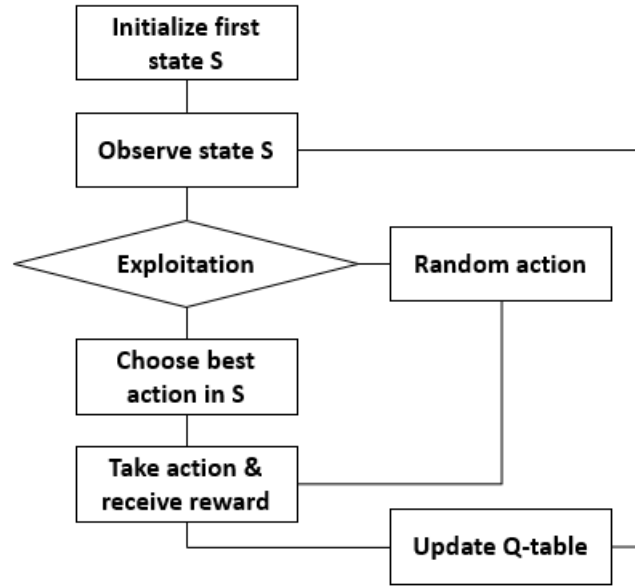 Initialize first
state S
Observe state S
Exploitation
Random action
Choose best
action in S
Take action &
receive reward
Update Q-table